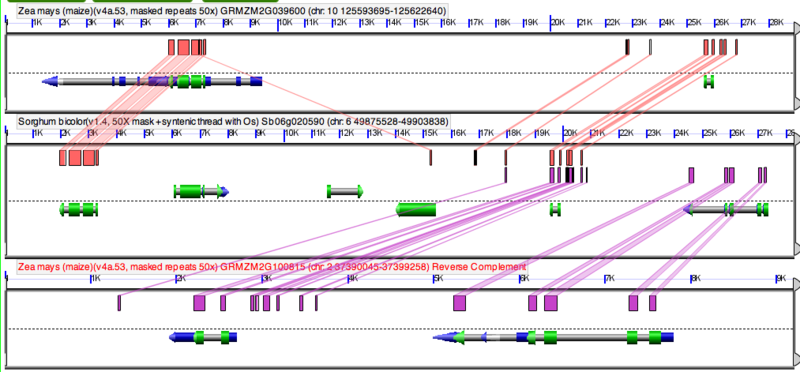 Zea mays (maize)(v4a.53, masked repeats 50x) GRMZM2G039600 (chr: 10 125593695-125622640)
1K 2K 3K 4K 5K 6K 7K 8K 9K 10K 11K 12K 13K 14K 15K 16K 17K 18K 19K 20K 21K 22K 23K 24K 25K 26K 27K 28K
Sorghum bicolor(v1.4, 50X mask+syntenic thread with Os) Sb06g020590 (chr: 6 49875528-49903838)
1K 2K 3K 4K 5K 6K 7K 8K 9K 10K 11K 12K 13K 14K 15K 16K 17K 18K 19K 20K 21K 22K 23K 24K 25K 26K 27K 2
Zea mays (maize)(v4a.53, masked repeats 50x) GRMZM2G100815 (chr: 2 37390045-37399258) Reverse Complement
1K 2K 3K 4K 5K 6K 7K 8K 9K